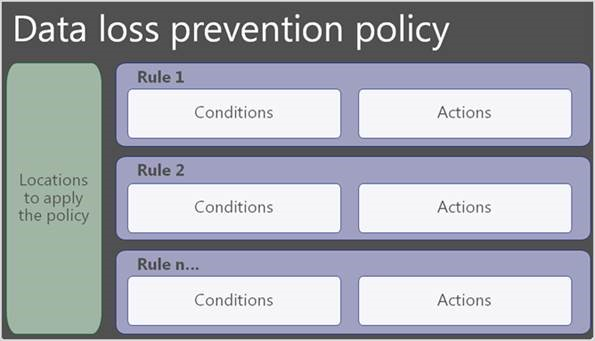 Data loss prevention policy
Locations
to apply
the policy
Rule 1
Conditions
Actions
Rule 2
Conditions
Actions
Rule n...
Conditions
Actions